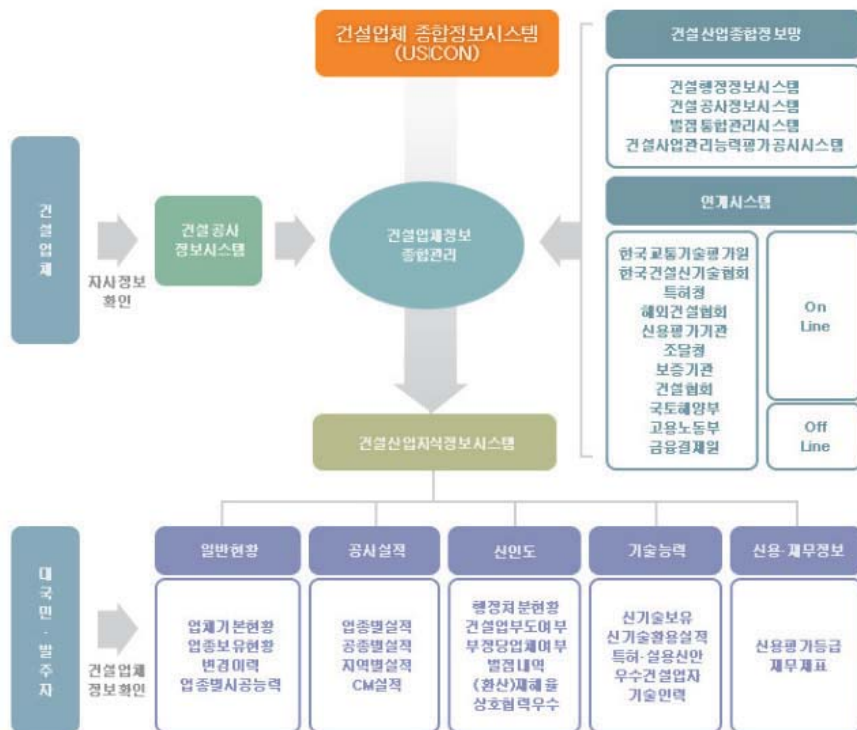 건설업체 종합정보시스템
(USICON)
건설산업종합정보망
건설행정정보시스템
건설공사정보시스템
벌점통합관리시스템
건설사업관리능력평가공시시스템
건설업체
자사정보
확인
건설공사
정보시스템
건설업체정보
종합관리
연계시스템
한국교통기술평가원
한국건설신기술협회
특허청
해외건설협회
신용평가기관
조달청
보증기관
건설협회
국토해양부
고용노동부
금융결제원
On
Line
Off
Line
건설산업지식정보시스템
대국민·발주자
건설업체
정보확인
일반현황
업체기본현황
업종보유현황
변경이력
업종별시공능력
공사실적
업종별실적
공종별실적
지역별실적
CM실적
신인도
행정처분현황
건설업부도여부
부정당업체여부
벌점내역
(환산)재해율
상호협력우수
기술능력
신기술보유
신기술활용실적
특허·실용신안
우수건설업자
기술인력
신용·재무정보
신용평가등급
재무제표